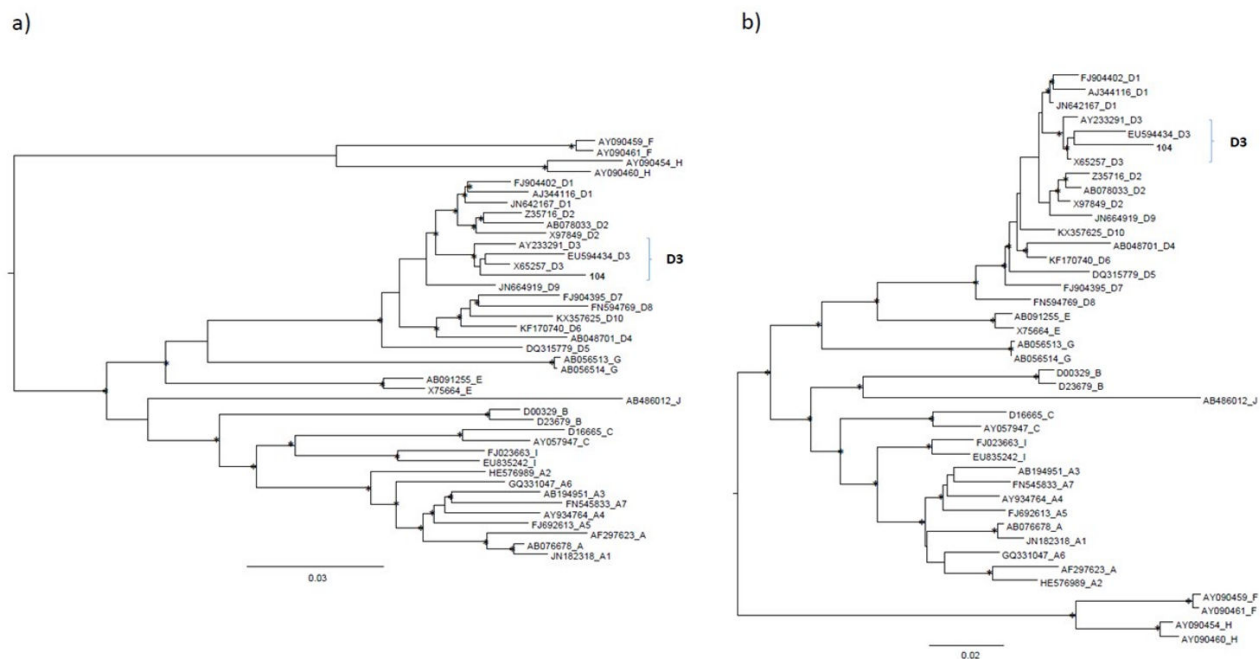 a)
AY090459_F
AY090461_F
AY090454_H
AY090460_H
FJ904402_D1
AJ344116_D1
JN642167_D1
Z35716_D2
AB078033_D2
X97849_D2
AY233291_D3
EU594434_D3
X65257_D3
104
D3
JN664919_D9
FJ904395_D7
FN594769_D8
KX357625_D10
KF170740_D6
AB048701_D4
DQ315779_D5
AB056513_G
AB056514_G
AB091255_E
X75664_E
AB486012_J
D00329_B
D23679_B
D16665_C
AY057947_C
FJ023663_I
EU835242_I
HE576989_A2
GQ331047_A6
AB194951_A3
FN545833_A7
AY934764_A4
FJ692613_A5
AF297623_A
AB076678_A
JN182318_A1
0.03
b)
FJ904402_D1
AJ344116_D1
JN642167_D1
AY233291_D3
EU594434_D3
104
X65257_D3
D3
Z35716_D2
AB078033_D2
X97849_D2
JN664919_D9
KX357625_D10
AB048701_D4
KF170740_D6
DQ315779_D5
FJ904395_D7
FN594769_D8
AB091255_E
X75664_E
AB056513_G
AB056514_G
D00329_B
D23679_B
AB486012_J
D16665_C
AY057947_C
FJ023663_I
EU835242_I
AB194951_A3
FN545833_A7
AY934764_A4
FJ692613_A5
AB076678_A
JN182318_A1
GQ331047_A6
AF297623_A
HE576989_A2
AY090459_F
AY090461_F
AY090454_H
AY090460_H
0.02